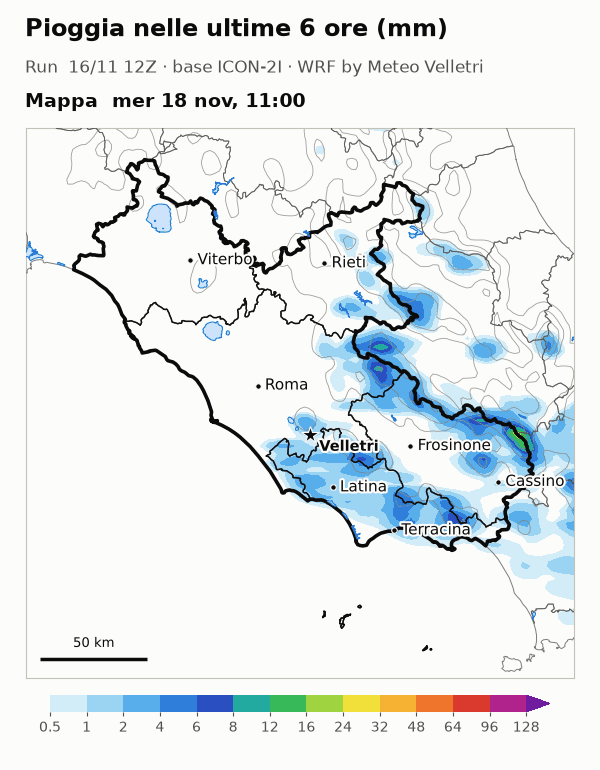 Pioggia nelle ultime 6 ore (mm)
Run  16/11 12Z · base ICON-2I · WRF by Meteo Velletri
Mappa  mer 18 nov, 11:00
Viterbo
Rieti
Roma
Velletri
Frosinone
Latina
Cassino
Terracina
50 km
0.5 1 2 4 6 8 12 16 24 32 48 64 96 128